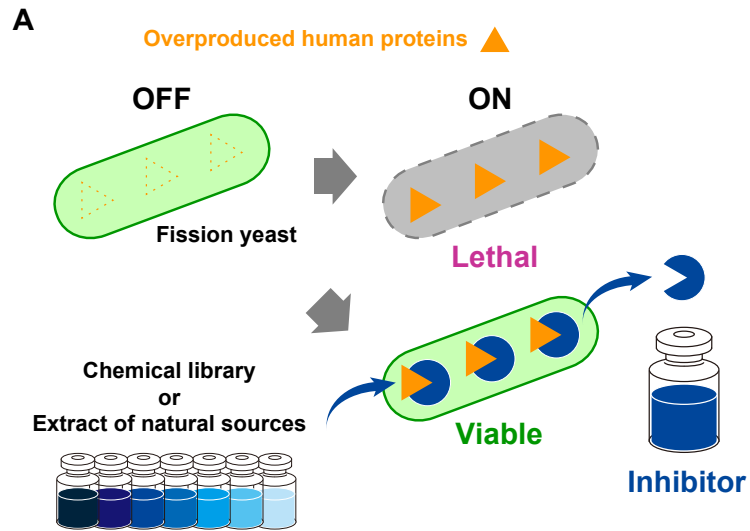 A
Overproduced human proteins
OFF
ON
Fission yeast
Lethal
Chemical library
or
Extract of natural sources
Viable
Inhibitor